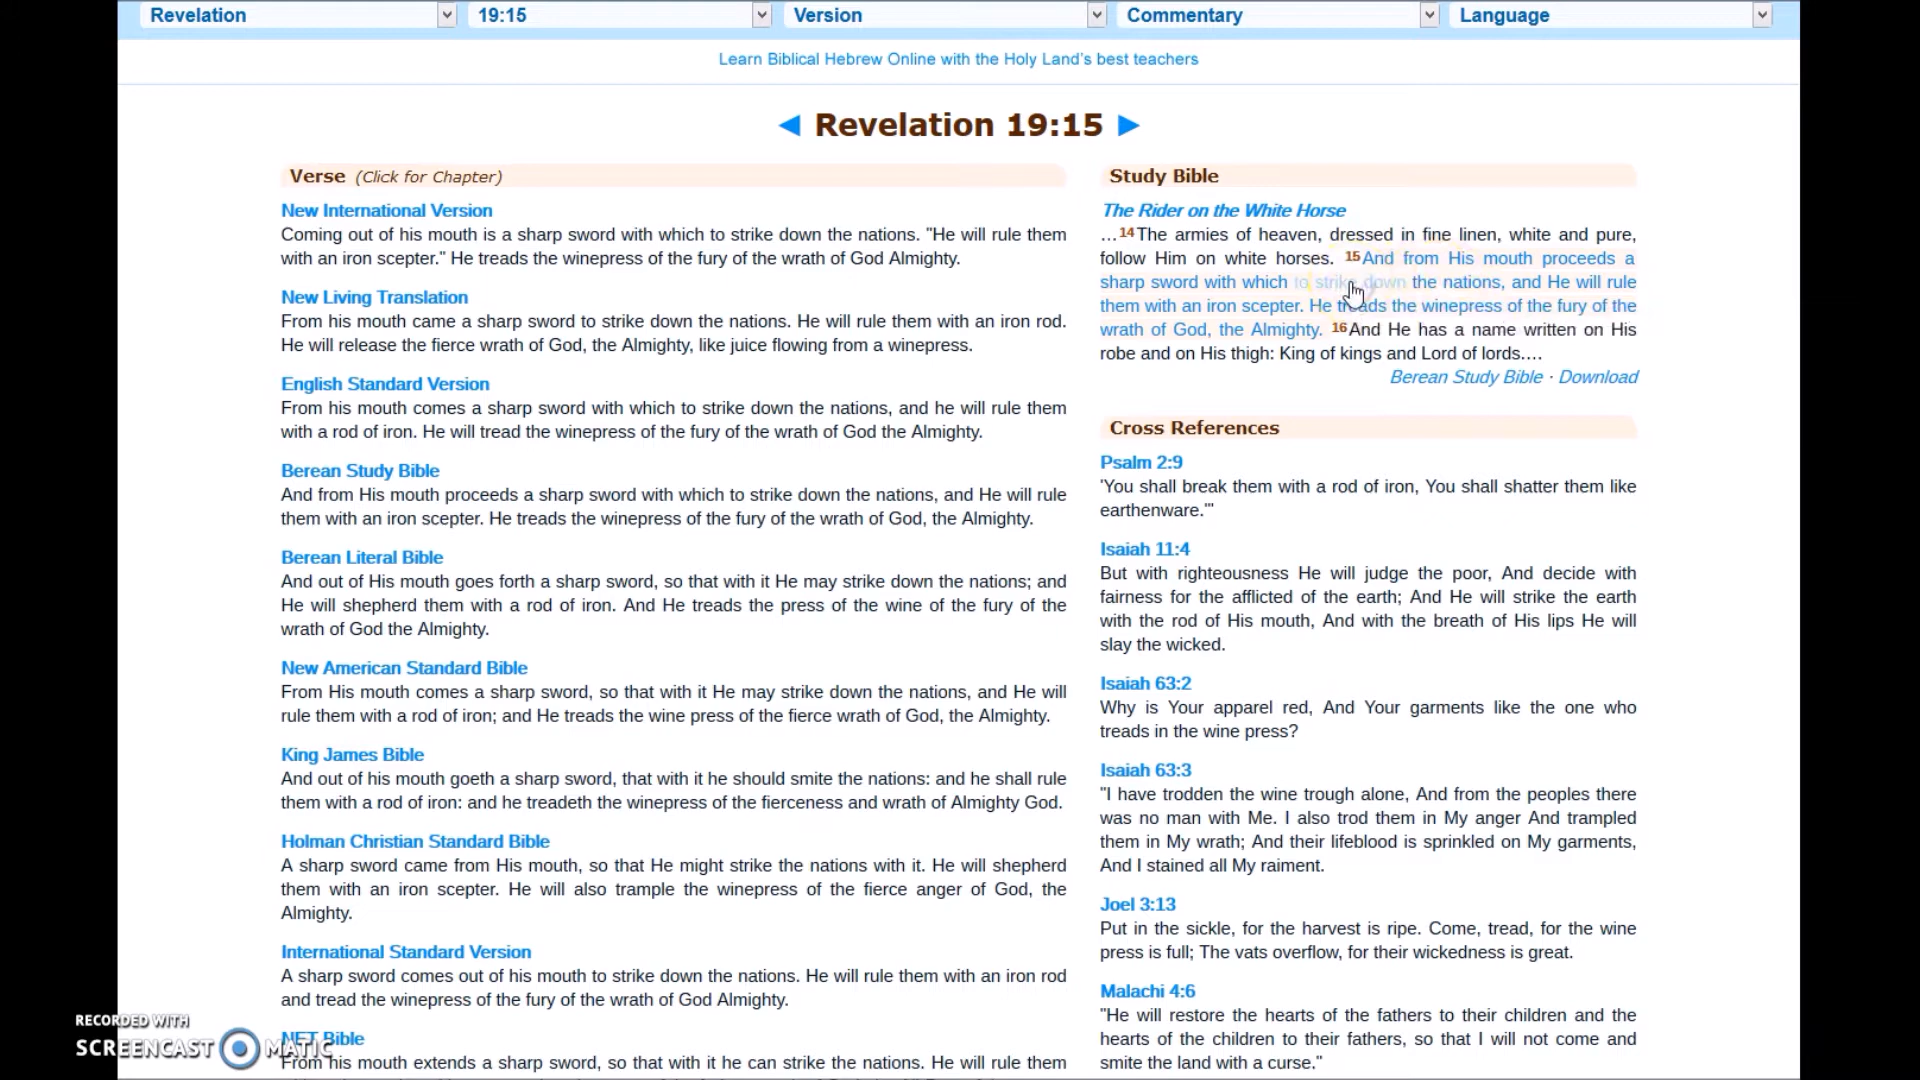 Revelation
19:15
Version
Commentary
Language
Learn Biblical Hebrew Online with the Holy Land's best teachers
◄ Revelation 19:15 ►
Verse (Click for Chapter)
New International Version
Coming out of his mouth is a sharp sword with which to strike down the nations. "He will rule them
with an iron scepter." He treads the winepress of the fury of the wrath of God Almighty.
New Living Translation
From his mouth came a sharp sword to strike down the nations. He will rule them with an iron rod.
He will release the fierce wrath of God, the Almighty, like juice flowing from a winepress.
English Standard Version
From his mouth comes a sharp sword with which to strike down the nations, and he will rule them
with a rod of iron. He will tread the winepress of the fury of the wrath of God the Almighty.
Berean Study Bible
And from His mouth proceeds a sharp sword with which to strike down the nations, and He will rule
them with an iron scepter. He treads the winepress of the fury of the wrath of God, the Almighty.
Berean Literal Bible
And out of His mouth goes forth a sharp sword, so that with it He may strike down the nations; and
He will shepherd them with a rod of iron. And He treads the press of the wine of the fury of the
wrath of God the Almighty.
New American Standard Bible
From His mouth comes a sharp sword, so that with it He may strike down the nations, and He will
rule them with a rod of iron; and He treads the wine press of the fierce wrath of God, the Almighty.
King James Bible
And out of his mouth goeth a sharp sword, that with it he should smite the nations: and he shall rule
them with a rod of iron: and he treadeth the winepress of the fierceness and wrath of Almighty God.
Holman Christian Standard Bible
A sharp sword came from His mouth, so that He might strike the nations with it. He will shepherd
them with an iron scepter. He will also trample the winepress of the fierce anger of God, the
Almighty.
International Standard Version
A sharp sword comes out of his mouth to strike down the nations. He will rule them with an iron rod
and tread the winepress of the fury of the wrath of God Almighty.
NET Bible
From his mouth extends a sharp sword, so that with it he can strike the nations. He will rule them
Study Bible
The Rider on the White Horse
…14The armies of heaven, dressed in fine linen, white and pure,
follow Him on white horses. 15And from His mouth proceeds a
sharp sword with which to strike down the nations, and He will rule
them with an iron scepter. He treads the winepress of the fury of the
wrath of God, the Almighty. 16And He has a name written on His
robe and on His thigh: King of kings and Lord of lords.…
Berean Study Bible · Download
Cross References
Psalm 2:9
'You shall break them with a rod of iron, You shall shatter them like
earthenware.'"
Isaiah 11:4
But with righteousness He will judge the poor, And decide with
fairness for the afflicted of the earth; And He will strike the earth
with the rod of His mouth, And with the breath of His lips He will
slay the wicked.
Isaiah 63:2
Why is Your apparel red, And Your garments like the one who
treads in the wine press?
Isaiah 63:3
"I have trodden the wine trough alone, And from the peoples there
was no man with Me. I also trod them in My anger And trampled
them in My wrath; And their lifeblood is sprinkled on My garments,
And I stained all My raiment.
Joel 3:13
Put in the sickle, for the harvest is ripe. Come, tread, for the wine
press is full; The vats overflow, for their wickedness is great.
Malachi 4:6
"He will restore the hearts of the fathers to their children and the
hearts of the children to their fathers, so that I will not come and
smite the land with a curse."
RECORDED WITH
SCREENCAST MATIC